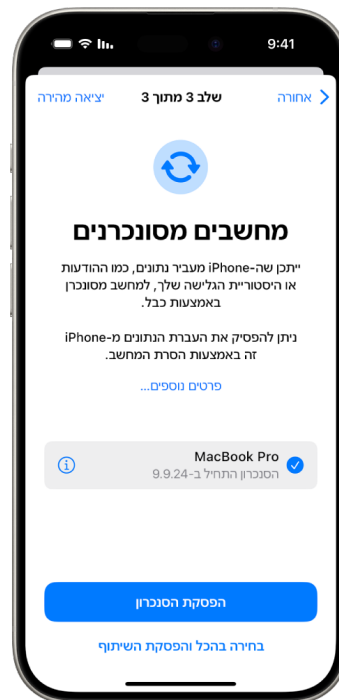 9:41
אחורה
שלב 3 מתוך 3
יציאה מהירה
מחשבים מסונכרנים
ייתכן שה-iPhone מעביר נתונים, כמו ההודעות
או היסטוריית הגלישה שלך, למחשב מסונכרן
באמצעות כבל.
ניתן להפסיק את העברת הנתונים מ-iPhone
זה באמצעות הסרת המחשב.
פרטים נוספים...
MacBook Pro
הסנכרון התחיל ב-9.9.24
הפסקת הסנכרון
בחירה בהכל והפסקת השיתוף